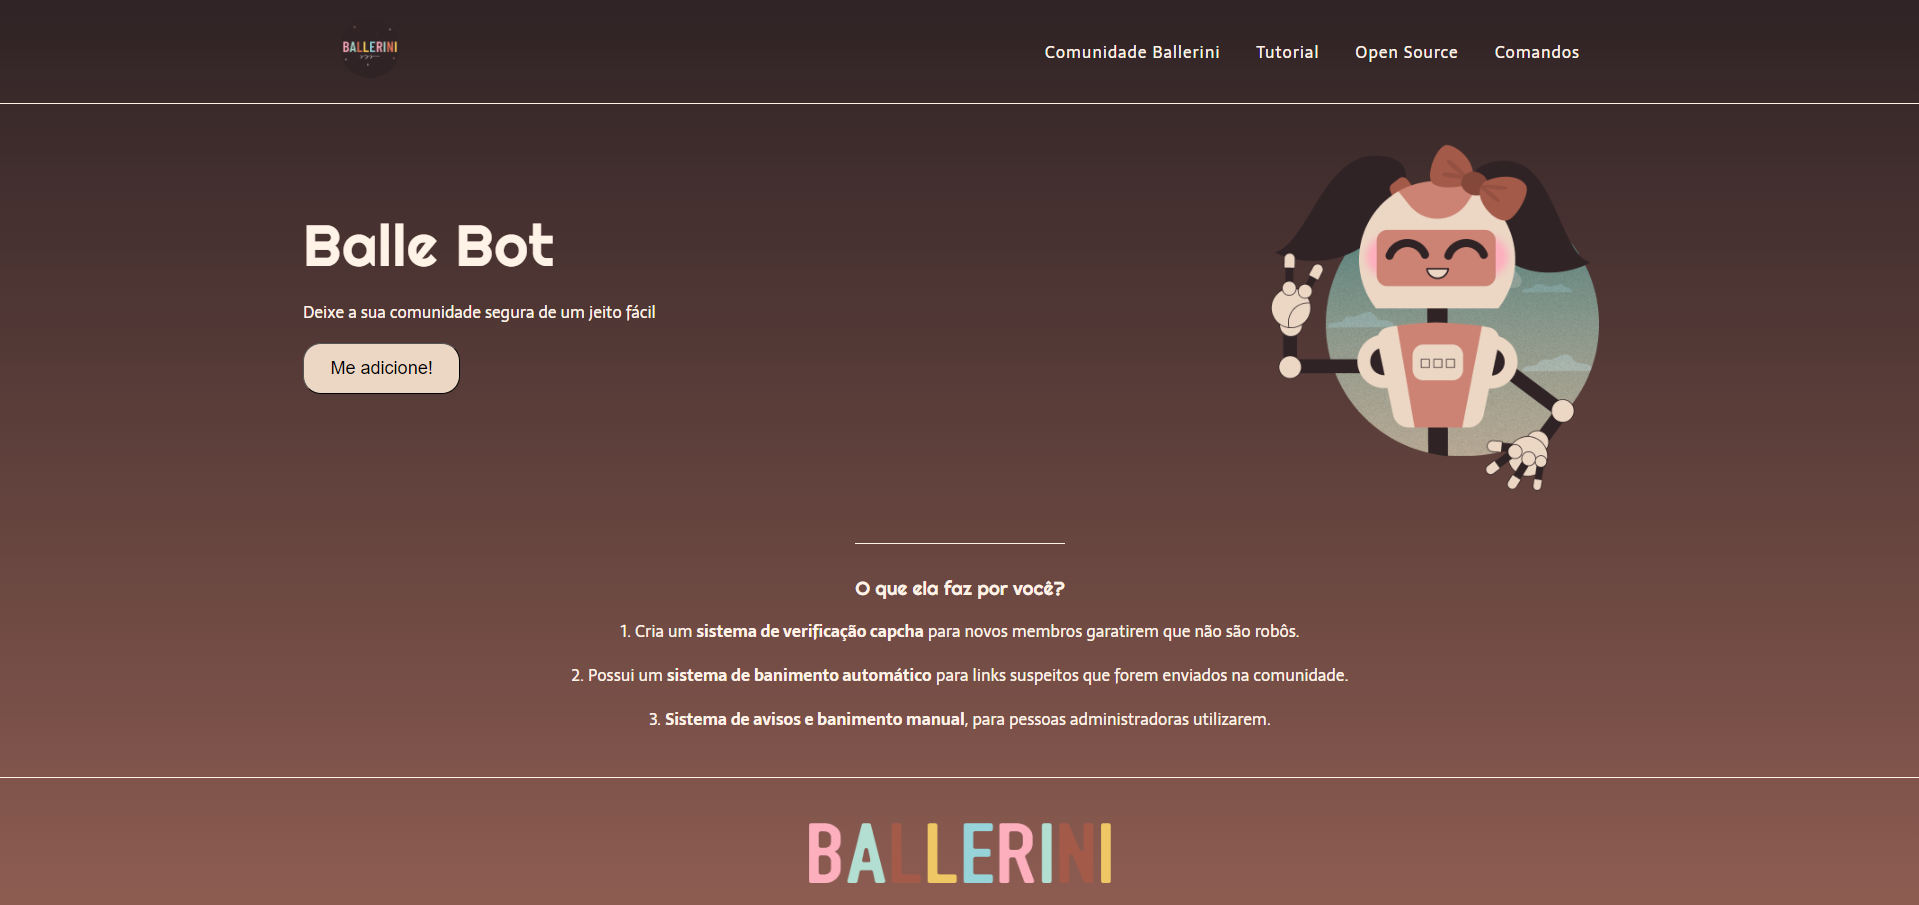 BALLERINI
Comunidade Ballerini
Tutorial
Open Source
Comandos
Balle Bot
Deixe a sua comunidade segura de um jeito fácil
Me adicione!
O que ela faz por você?
1. Cria um sistema de verificação capcha para novos membros garatirem que não são robôs.
2. Possui um sistema de banimento automático para links suspeitos que forem enviados na comunidade.
3. Sistema de avisos e banimento manual, para pessoas administradoras utilizarem.
BALLERINI